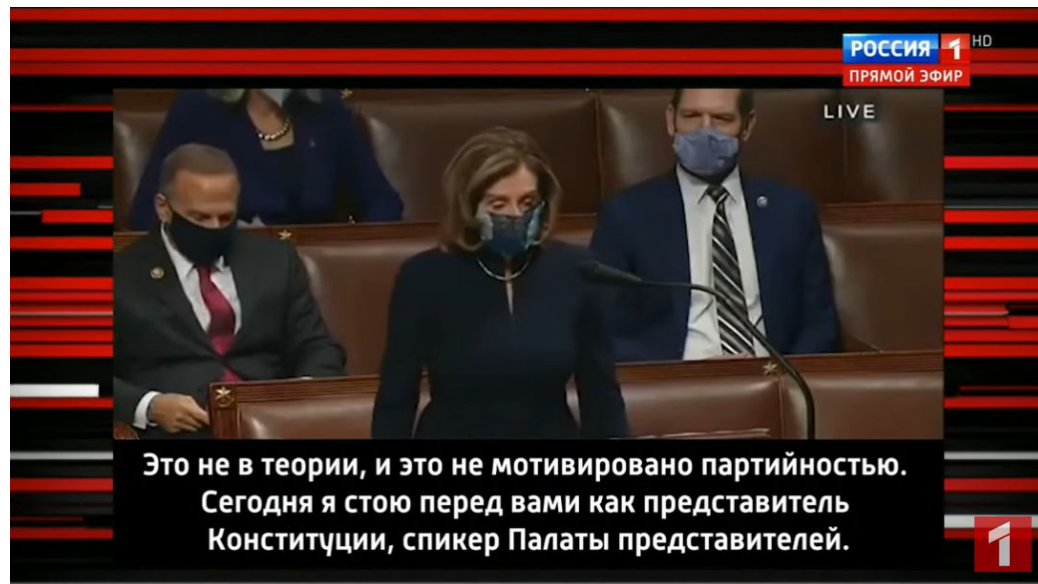 РОССИЯ 1 HD
ПРЯМОЙ ЭФИР
LIVE
Это не в теории, и это не мотивировано партийностью.
Сегодня я стою перед вами как представитель
Конституции, спикер Палаты представителей.
1